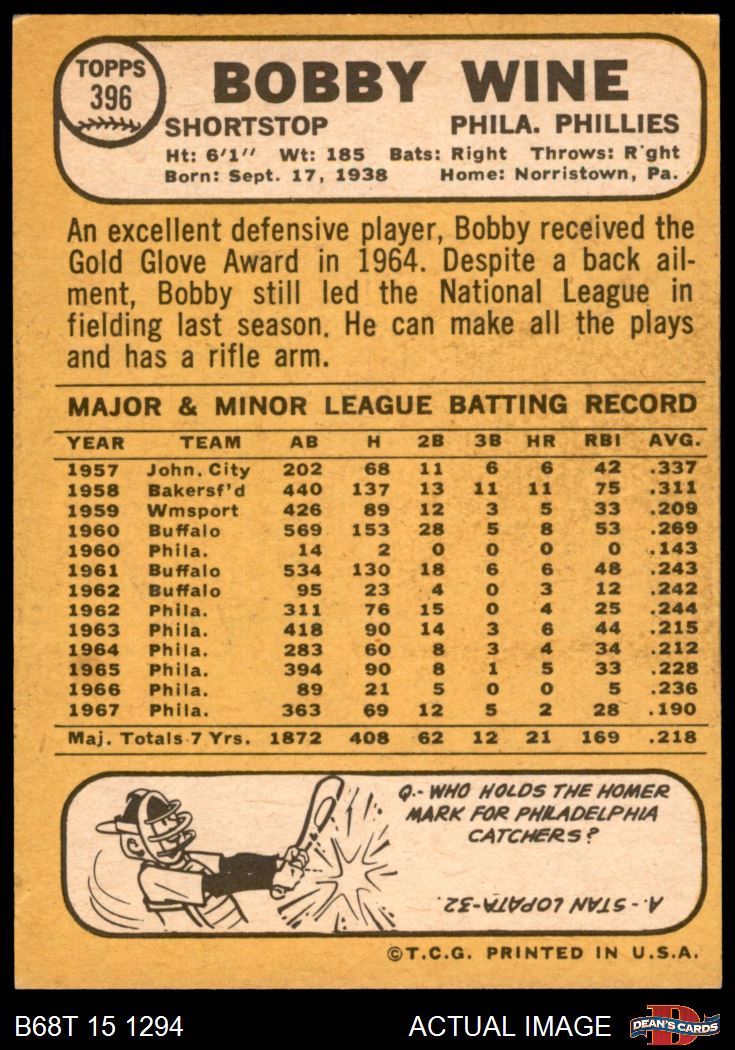 TOPPS
396
BOBBY WINE
SHORTSTOP PHILA. PHILLIES
Ht: 6'1" Wt: 185 Bats: Right Throws: R'ght
Born: Sept. 17, 1938 Home: Norristown, Pa.
An excellent defensive player, Bobby received the
Gold Glove Award in 1964. Despite a back ail-
ment, Bobby still led the National League in
fielding last season. He can make all the plays
and has a rifle arm.
MAJOR & MINOR LEAGUE BATTING RECORD
YEAR TEAM AB H 2B 3B HR RBI AVG.
1957 John. City 202 68 11 6 6 42 .337
1958 Bakersf'd 440 137 13 11 11 75 .311
1959 Wmsport 426 89 12 3 5 33 .209
1960 Buffalo 569 153 28 5 8 53 .269
1960 Phila. 14 2 0 0 0 0 .143
1961 Buffalo 534 130 18 6 6 48 .243
1962 Buffalo 95 23 4 0 3 12 .242
1962 Phila. 311 76 15 0 4 25 .244
1963 Phila. 418 90 14 3 6 44 .215
1964 Phila. 283 60 8 3 4 34 .212
1965 Phila. 394 90 8 1 5 33 .228
1966 Phila. 89 21 5 0 0 5 .236
1967 Phila. 363 69 12 5 2 28 .190
Maj. Totals 7 Yrs. 1872 408 62 12 21 169 .218
Q.- WHO HOLDS THE HOMER
MARK FOR PHILADELPHIA
CATCHERS?
A.- STAN LOPATA-32.
©T.C.G. PRINTED IN U.S.A.
B68T 15 1294 ACTUAL IMAGE
D
DEAN'S CARDS